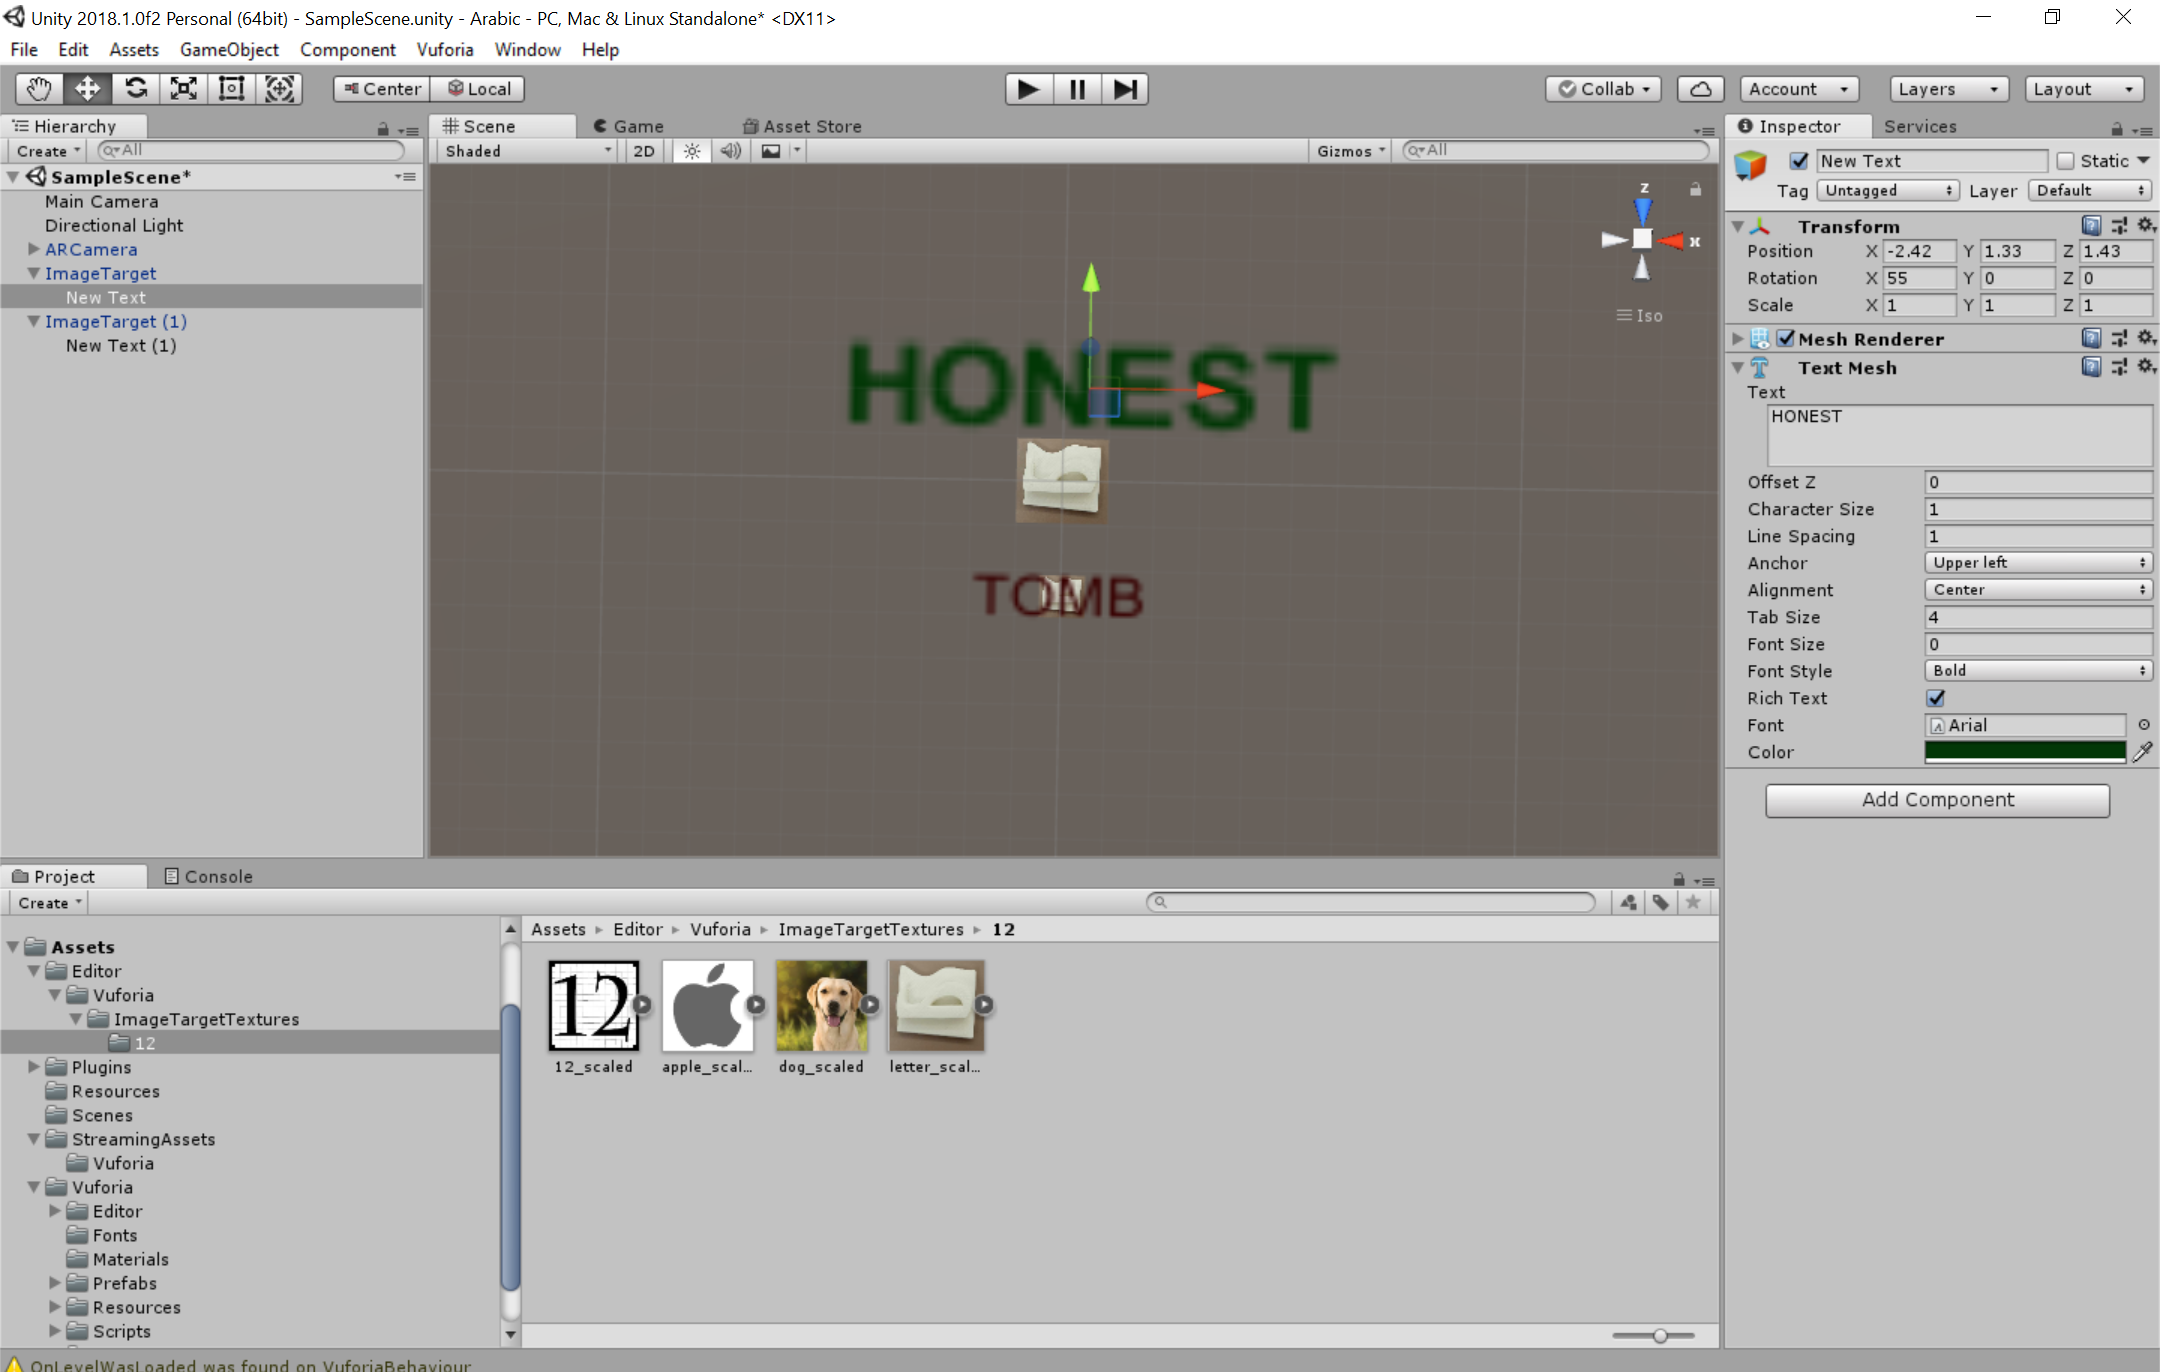 Unity 2018.1.0f2 Personal (64bit) - SampleScene.unity - Arabic - PC, Mac & Linux Standalone* <DX11>
File Edit Assets GameObject Component Vuforia Window Help
Center Local Collab Account Layers Layout
Hierarchy
Create All
SampleScene*
Main Camera
Directional Light
ARCamera
ImageTarget
New Text
ImageTarget (1)
New Text (1)
Scene Game Asset Store
Shaded 2D Gizmos All
z
x
Iso
HONEST
TOMB
Inspector Services
New Text Static
Tag Untagged Layer Default
Transform
Position X -2.42 Y 1.33 Z 1.43
Rotation X 55 Y 0 Z 0
Scale X 1 Y 1 Z 1
Mesh Renderer
Text Mesh
Text
HONEST
Offset Z 0
Character Size 1
Line Spacing 1
Anchor Upper left
Alignment Center
Tab Size 4
Font Size 0
Font Style Bold
Rich Text
Font Arial
Color
Add Component
Project Console
Create
Assets
Editor
Vuforia
ImageTargetTextures
12
Plugins
Resources
Scenes
StreamingAssets
Vuforia
Vuforia
Editor
Fonts
Materials
Prefabs
Resources
Scripts
Assets Editor Vuforia ImageTargetTextures 12
12
12_scaled apple_scal... dog_scaled letter_scal...
OnLevelWasLoaded was found on VuforiaBehaviour